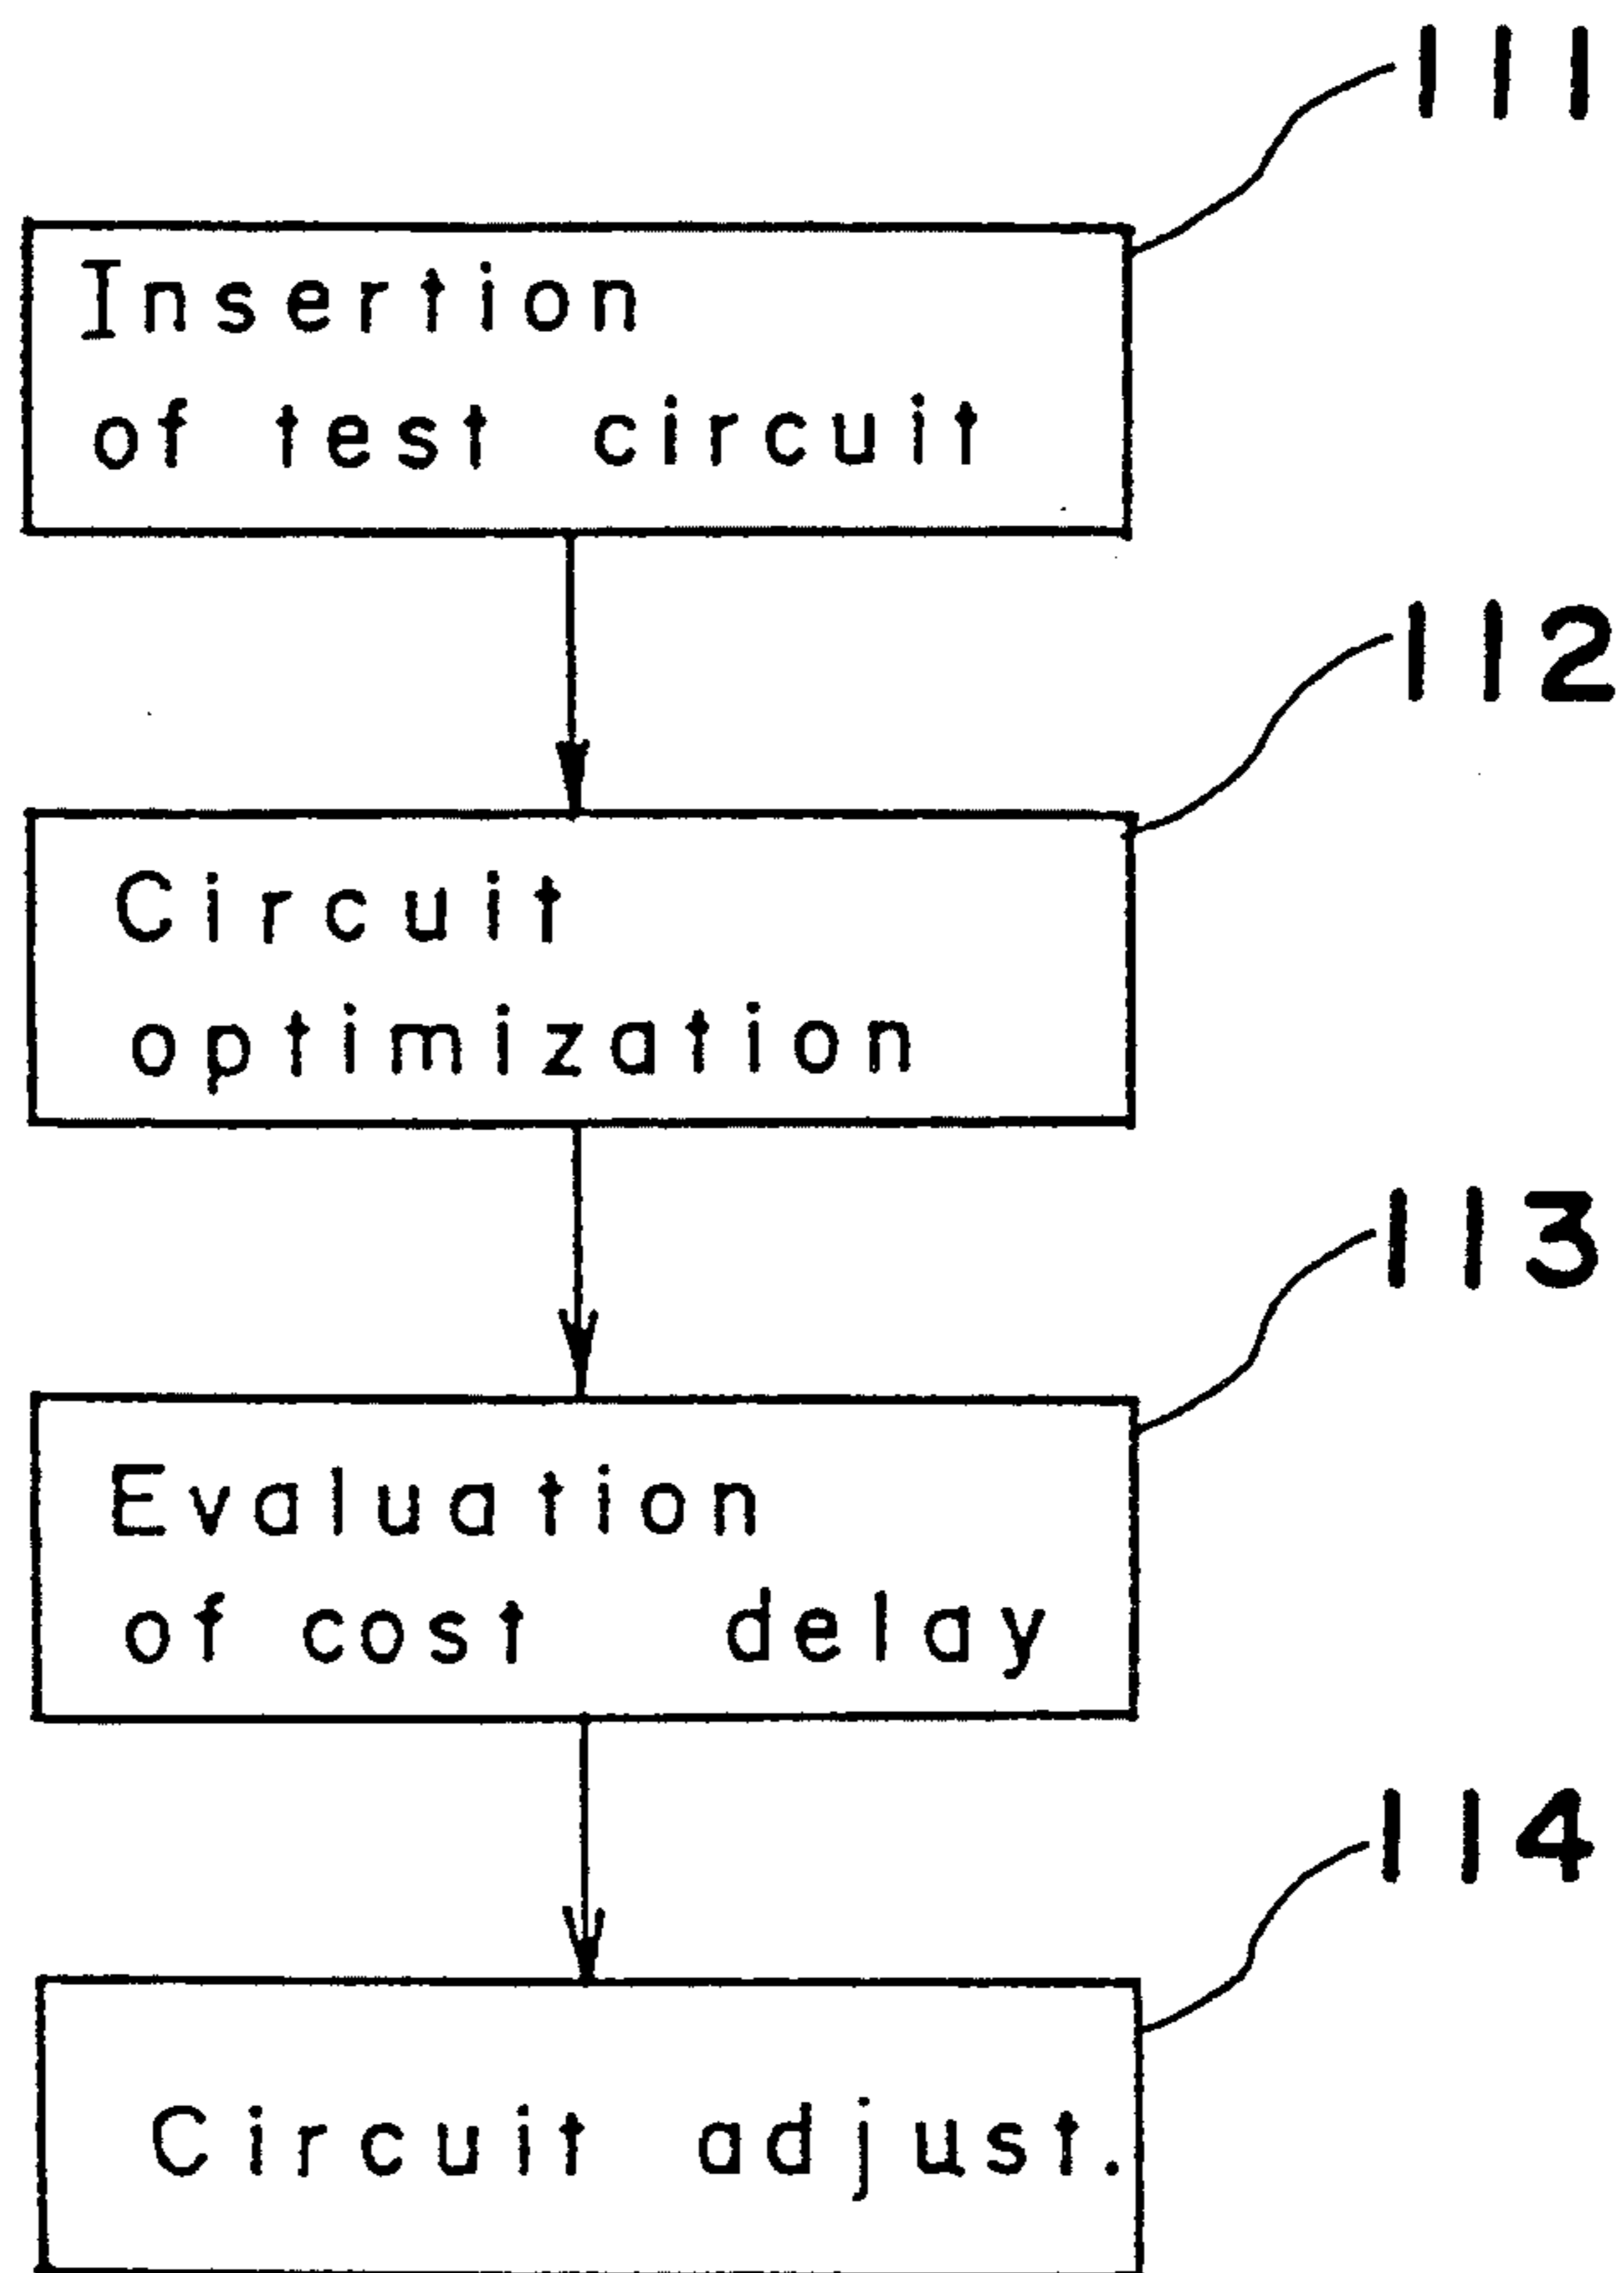 111
Insertion
of test circuit
112
Circuit
optimization
113
Evaluation
of cost delay
114
Circuit adjust.